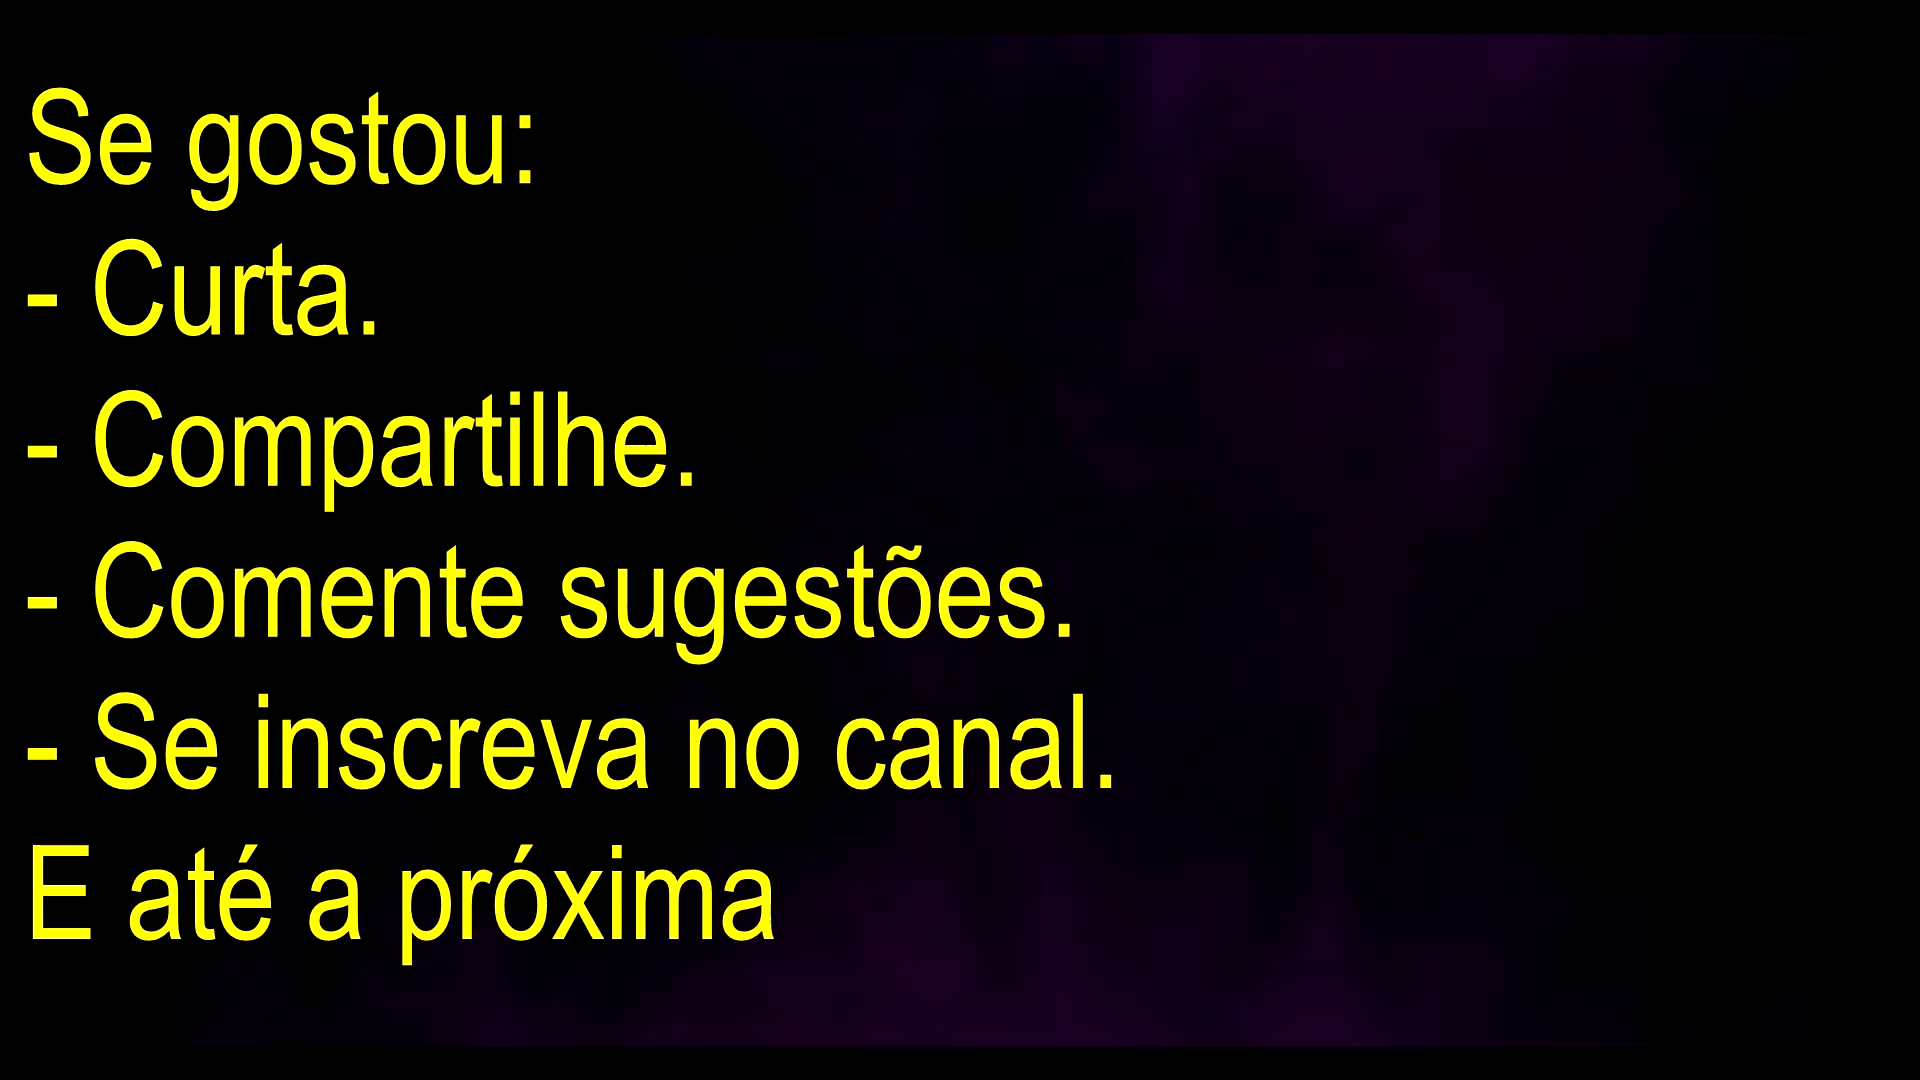 Se gostou:
- Curta.
- Compartilhe.
- Comente sugestões.
- Se inscreva no canal.
E até a próxima